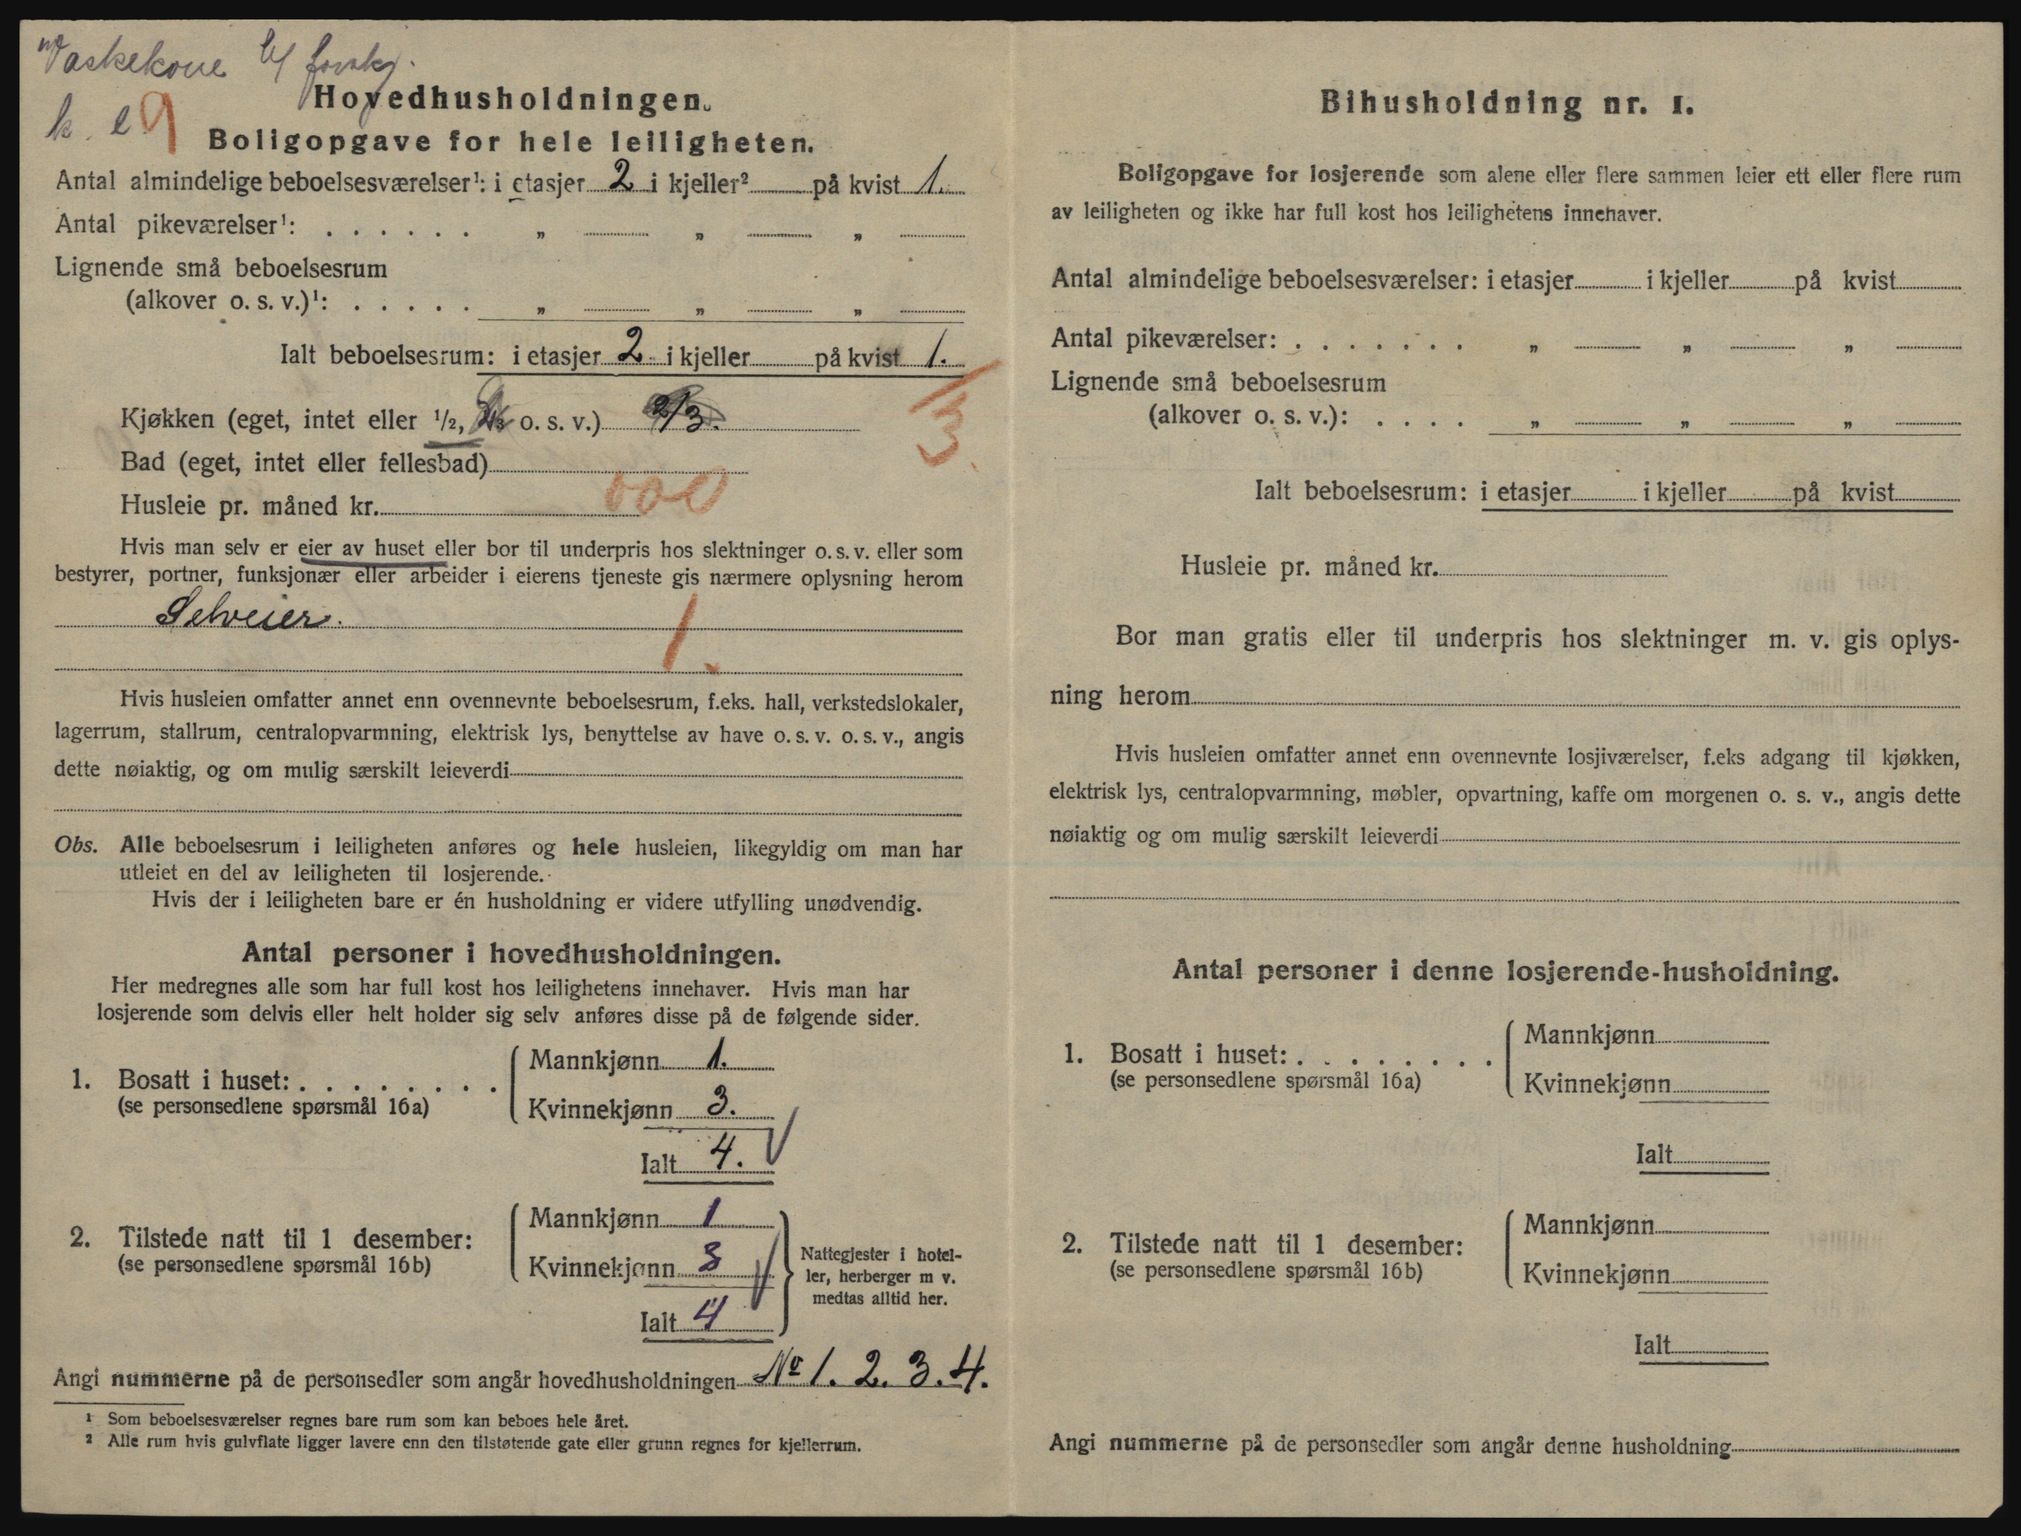 Vaskekone b/ forsk.
k. e 9
Hovedhusholdningen.
Boligopgave for hele leiligheten.
Antal almindelige beboelsesværelser¹: i etasjer 2 i kjeller² på kvist 1.
Antal pikeværelser¹: . . . . . . „ „ „
Lignende små beboelsesrum
(alkover o. s. v.)¹: . . . . . „ „ „
Ialt beboelsesrum: i etasjer 2 i kjeller på kvist 1.
Kjøkken (eget, intet eller 1/2, 2/3 o. s. v.) 2/3.
3.
Bad (eget, intet eller fellesbad)
Husleie pr. måned kr. 000
Hvis man selv er eier av huset eller bor til underpris hos slektninger o. s. v. eller som
bestyrer, portner, funksjonær eller arbeider i eierens tjeneste gis nærmere oplysning herom
Selveier.
1.
Hvis husleien omfatter annet enn ovennevnte beboelsesrum, f.eks. hall, verkstedslokaler,
lagerrum, stallrum, centralopvarmning, elektrisk lys, benyttelse av have o. s. v. o. s. v., angis
dette nøiaktig, og om mulig særskilt leieverdi
Obs. Alle beboelsesrum i leiligheten anføres og hele husleien, likegyldig om man har
utleiet en del av leiligheten til losjerende.
Hvis der i leiligheten bare er én husholdning er videre utfylling unødvendig.
Antal personer i hovedhusholdningen.
Her medregnes alle som har full kost hos leilighetens innehaver. Hvis man har
losjerende som delvis eller helt holder sig selv anføres disse på de følgende sider.
1. Bosatt i huset: . . . . . . . .
(se personsedlene spørsmål 16a)
Mannkjønn 1.
Kvinnekjønn 3.
Ialt 4.
2. Tilstede natt til 1 desember:
(se personsedlene spørsmål 16b)
Mannkjønn 1
Kvinnekjønn 3
Ialt 4
Nattegjester i hotel-
ler, herberger m v.
medtas alltid her.
Angi nummerne på de personsedler som angår hovedhusholdningen No 1. 2. 3. 4.
¹ Som beboelsesværelser regnes bare rum som kan beboes hele året.
² Alle rum hvis gulvflate ligger lavere enn den tilstøtende gate eller grunn regnes for kjellerrum.
Bihusholdning nr. 1.
Boligopgave for losjerende som alene eller flere sammen leier ett eller flere rum
av leiligheten og ikke har full kost hos leilighetens innehaver.
Antal almindelige beboelsesværelser: i etasjer i kjeller på kvist
Antal pikeværelser: . . . . . . . „ „ „
Lignende små beboelsesrum
(alkover o. s. v.): . . . . „ „ „
Ialt beboelsesrum: i etasjer i kjeller på kvist
Husleie pr. måned kr.
Bor man gratis eller til underpris hos slektninger m. v. gis oplys-
ning herom
Hvis husleien omfatter annet enn ovennevnte losjiværelser, f.eks adgang til kjøkken,
elektrisk lys, centralopvarmning, møbler, opvartning, kaffe om morgenen o. s. v., angis dette
nøiaktig og om mulig særskilt leieverdi
Antal personer i denne losjerende-husholdning.
1. Bosatt i huset: . . . . . . . .
(se personsedlene spørsmål 16a)
Mannkjønn
Kvinnekjønn
Ialt
2. Tilstede natt til 1 desember:
(se personsedlene spørsmål 16b)
Mannkjønn
Kvinnekjønn
Ialt
Angi nummerne på de personsedler som angår denne husholdning